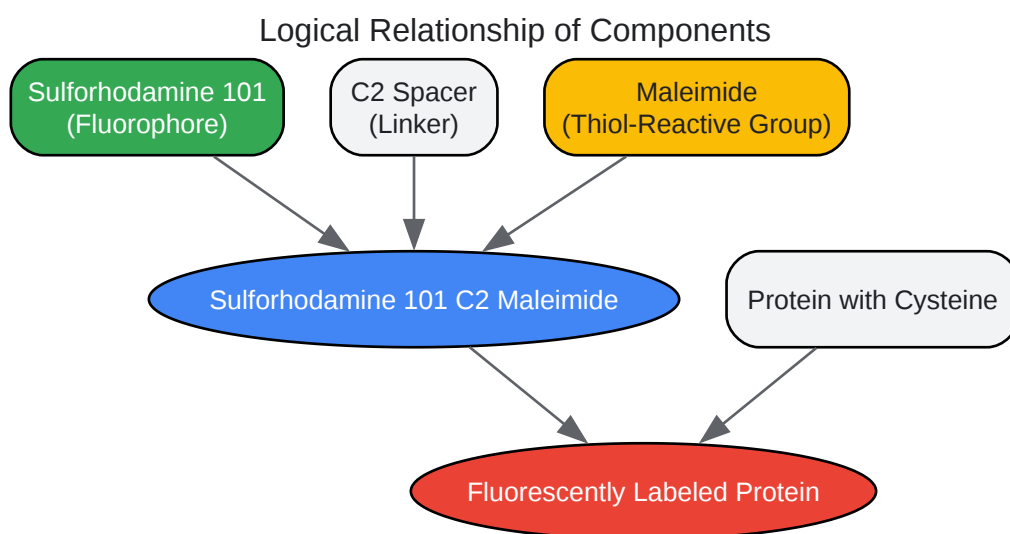 Logical Relationship of Components
Sulforhodamine 101
(Fluorophore)
C2 Spacer
(Linker)
Maleimide
(Thiol-Reactive Group)
Sulforhodamine 101 C2 Maleimide
Protein with Cysteine
Fluorescently Labeled Protein